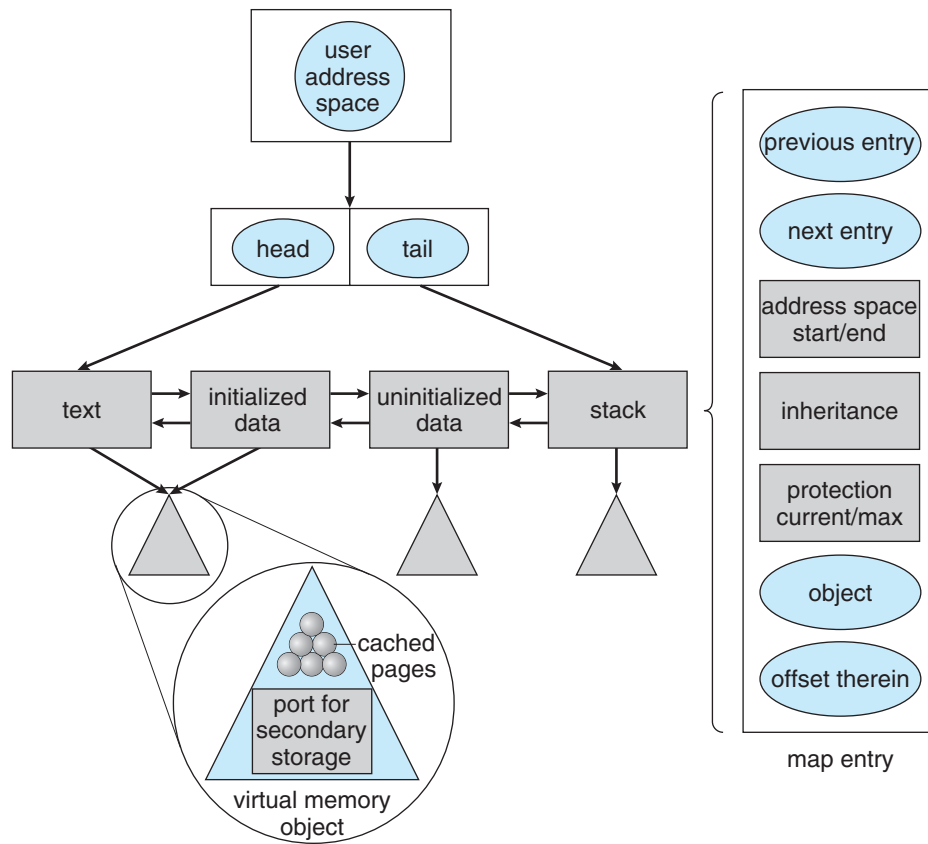 user
address
space
head
tail
text
initialized
data
uninitialized
data
stack
cached
pages
port for
secondary
storage
virtual memory
object
previous entry
next entry
address space
start/end
inheritance
protection
current/max
object
offset therein
map entry